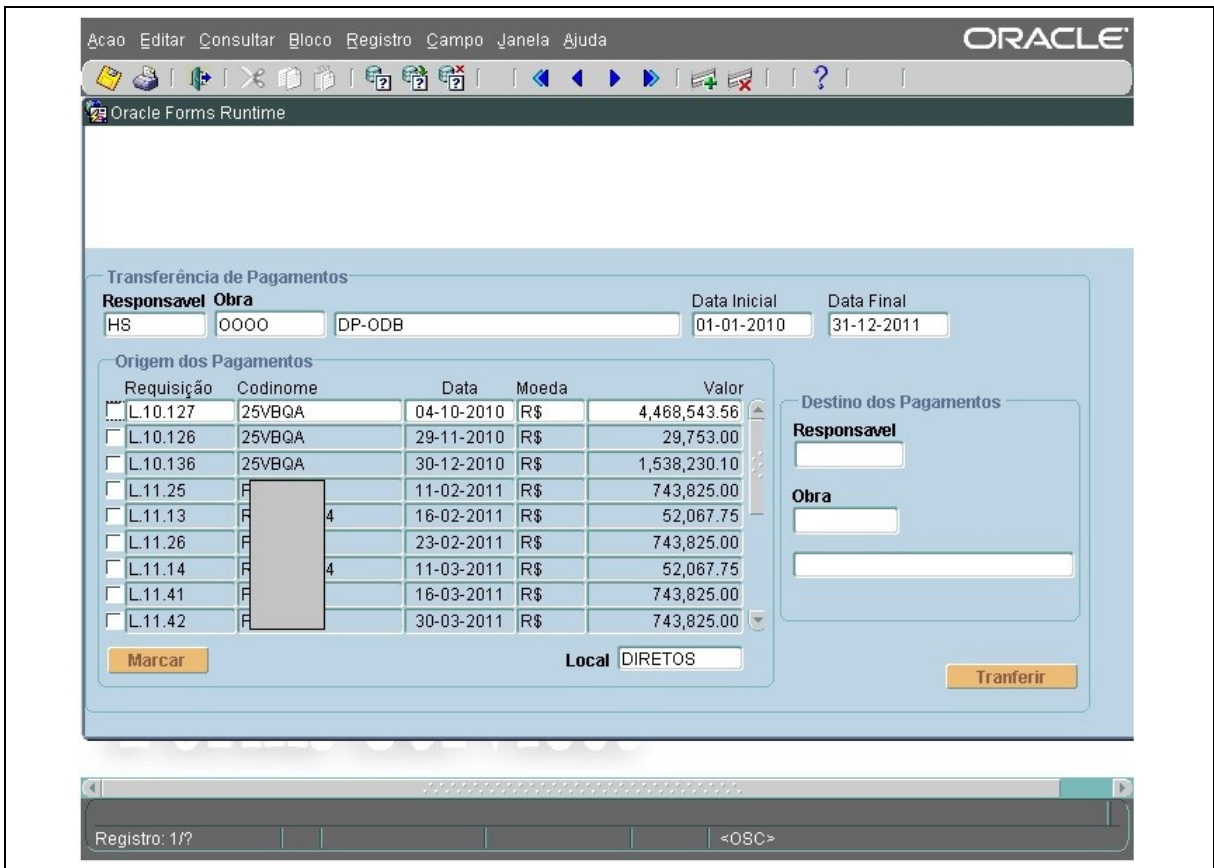 Acao Editar Consultar Bloco Registro Campo Janela Ajuda ORACLE
Oracle Forms Runtime
Transferência de Pagamentos
Responsavel Obra Data Inicial Data Final
HS OOOO DP-ODB 01-01-2010 31-12-2011
Origem dos Pagamentos
Requisição Codinome Data Moeda Valor
L.10.127 25VBQA 04-10-2010 R$ 4,468,543.56
L.10.126 25VBQA 29-11-2010 R$ 29,753.00
L.10.136 25VBQA 30-12-2010 R$ 1,538,230.10
L.11.25 11-02-2011 R$ 743,825.00
L.11.13 4 16-02-2011 R$ 52,067.75
L.11.26 23-02-2011 R$ 743,825.00
L.11.14 4 11-03-2011 R$ 52,067.75
L.11.41 16-03-2011 R$ 743,825.00
L.11.42 30-03-2011 R$ 743,825.00
Marcar Local DIRETOS
Destino dos Pagamentos
Responsavel
Obra
Tranferir
Registro: 1/? <OSC>